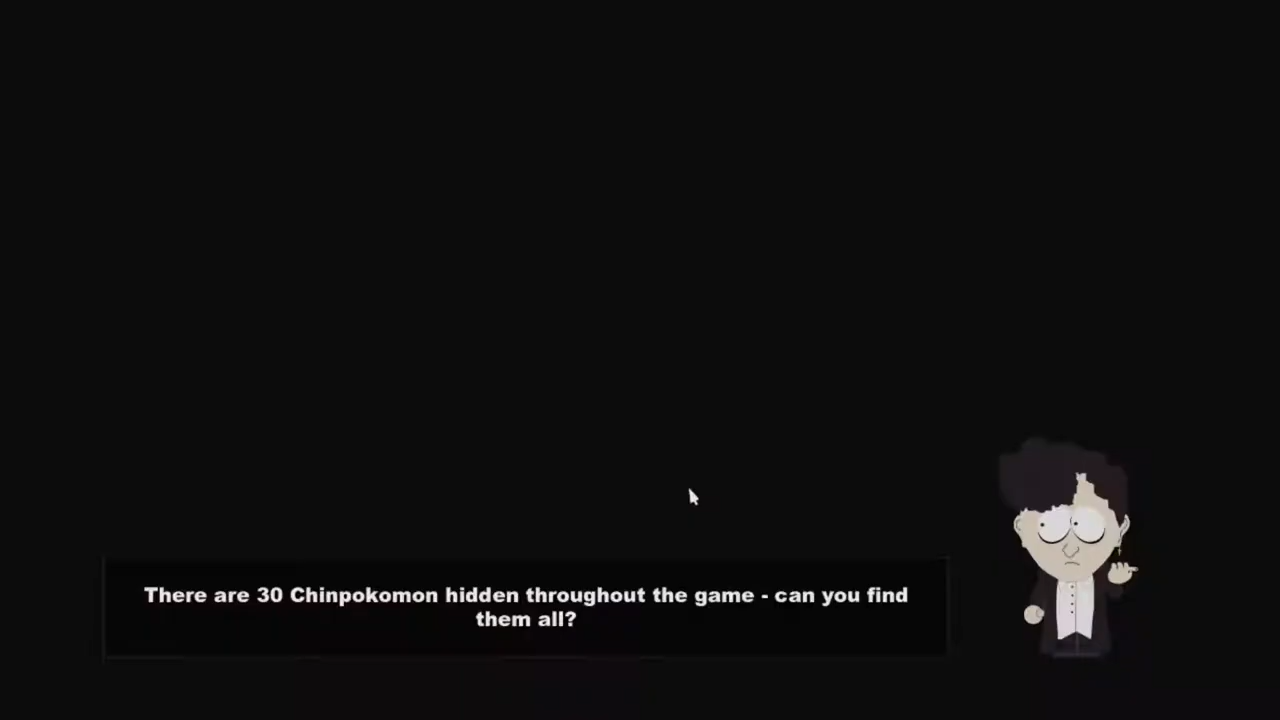 There are 30 Chinpokomon hidden throughout the game - can you find
them all?